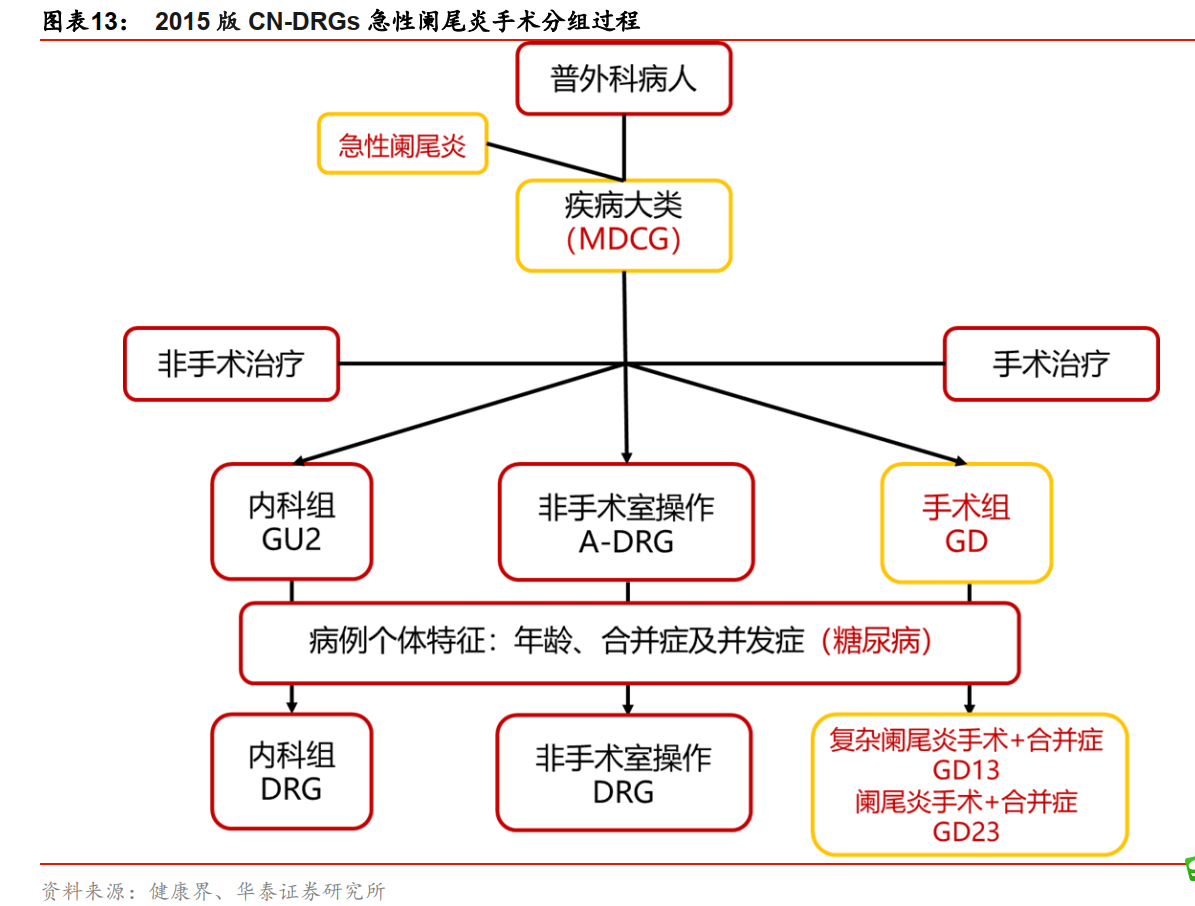 图表13： 2015 版 CN-DRGs 急性阑尾炎手术分组过程
普外科病人
急性阑尾炎
疾病大类
（MDCG）
非手术治疗
手术治疗
内科组
GU2
非手术室操作
A-DRG
手术组
GD
病例个体特征：年龄、合并症及并发症（糖尿病）
内科组
DRG
非手术室操作
DRG
复杂阑尾炎手术+合并症
GD13
阑尾炎手术+合并症
GD23
资料来源：健康界、华泰证券研究所